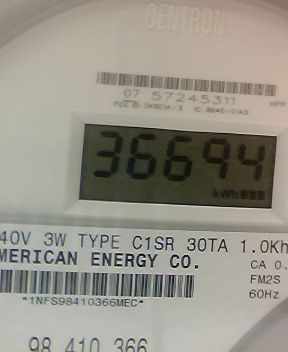 CENTRON®
07 57245311
36694
kWh
40V 3W TYPE C1SR 30TA 1.0Kh
MERICAN ENERGY CO.
CA 0.
FM2S
60Hz
*1NFS98410366MEC*
98 410 366